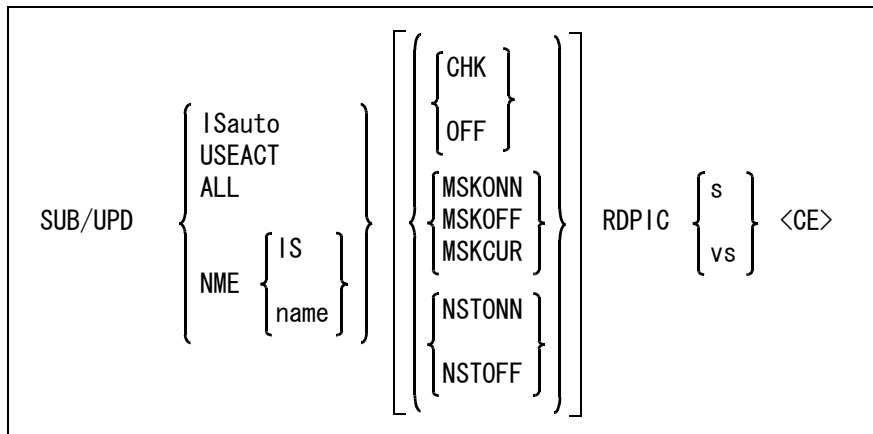 SUB/UPD
ISauto
USEACT
ALL
NME
IS
name
CHK
OFF
MSKONN
MSKOFF
MSKCUR
NSTONN
NSTOFF
RDPIC
s
vs
<CE>